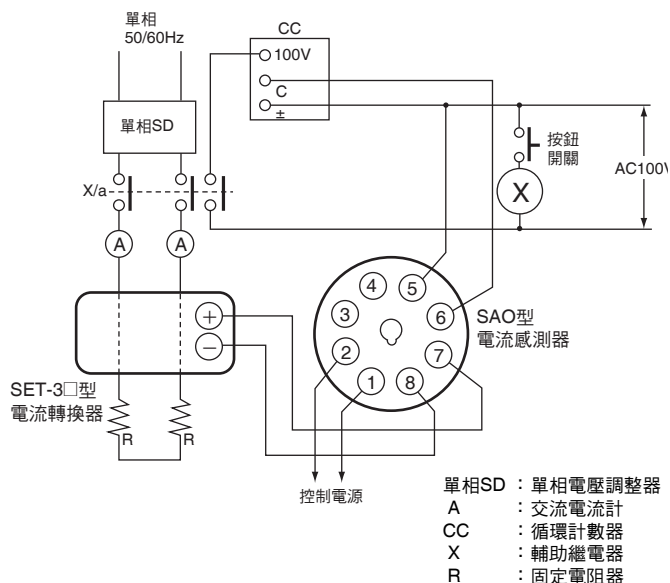 單相
50/60Hz
CC
100V
C
±
單相SD
按鈕
開關
AC100V
X/a
X
A
A
4
5
3
6
2
7
1
8
SAO型
電流感測器
+
−
SET-3□型
電流轉換器
R
R
控制電源
單相SD：單相電壓調整器
A：交流電流計
CC：循環計數器
X：輔助繼電器
R：固定電阻器